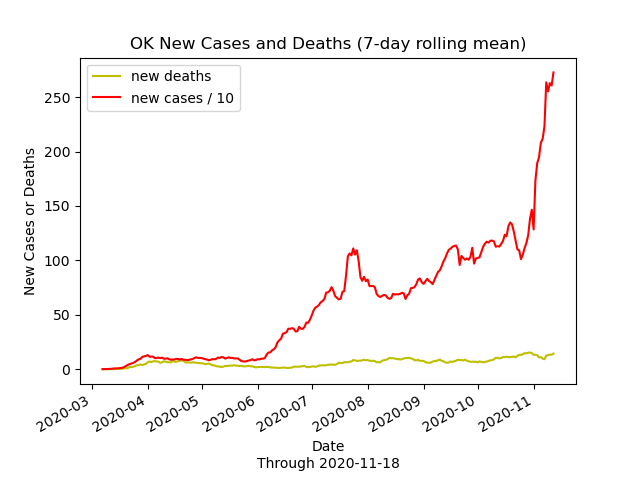 OK New Cases and Deaths (7-day rolling mean)
new deaths
new cases / 10
New Cases or Deaths
250
200
150
100
50
0
2020-03
2020-04
2020-05
2020-06
2020-07
2020-08
2020-09
2020-10
2020-11
Date
Through 2020-11-18